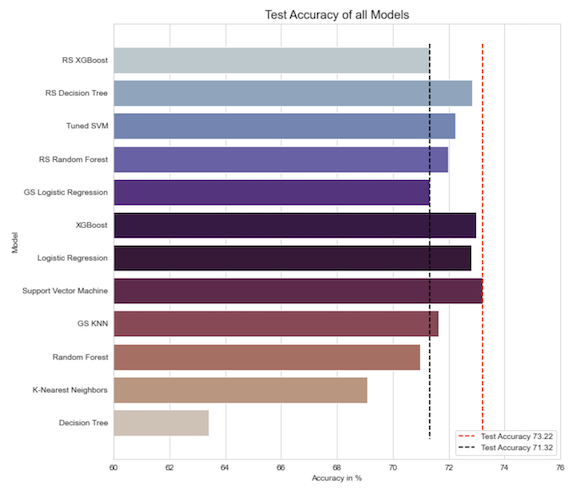 Test Accuracy of all Models
RS XGBoost
RS Decision Tree
Tuned SVM
RS Random Forest
GS Logistic Regression
XGBoost
Logistic Regression
Support Vector Machine
GS KNN
Random Forest
K-Nearest Neighbors
Decision Tree
Model
Test Accuracy 73.22
Test Accuracy 71.32
60 62 64 66 68 70 72 74 76
Accuracy in %